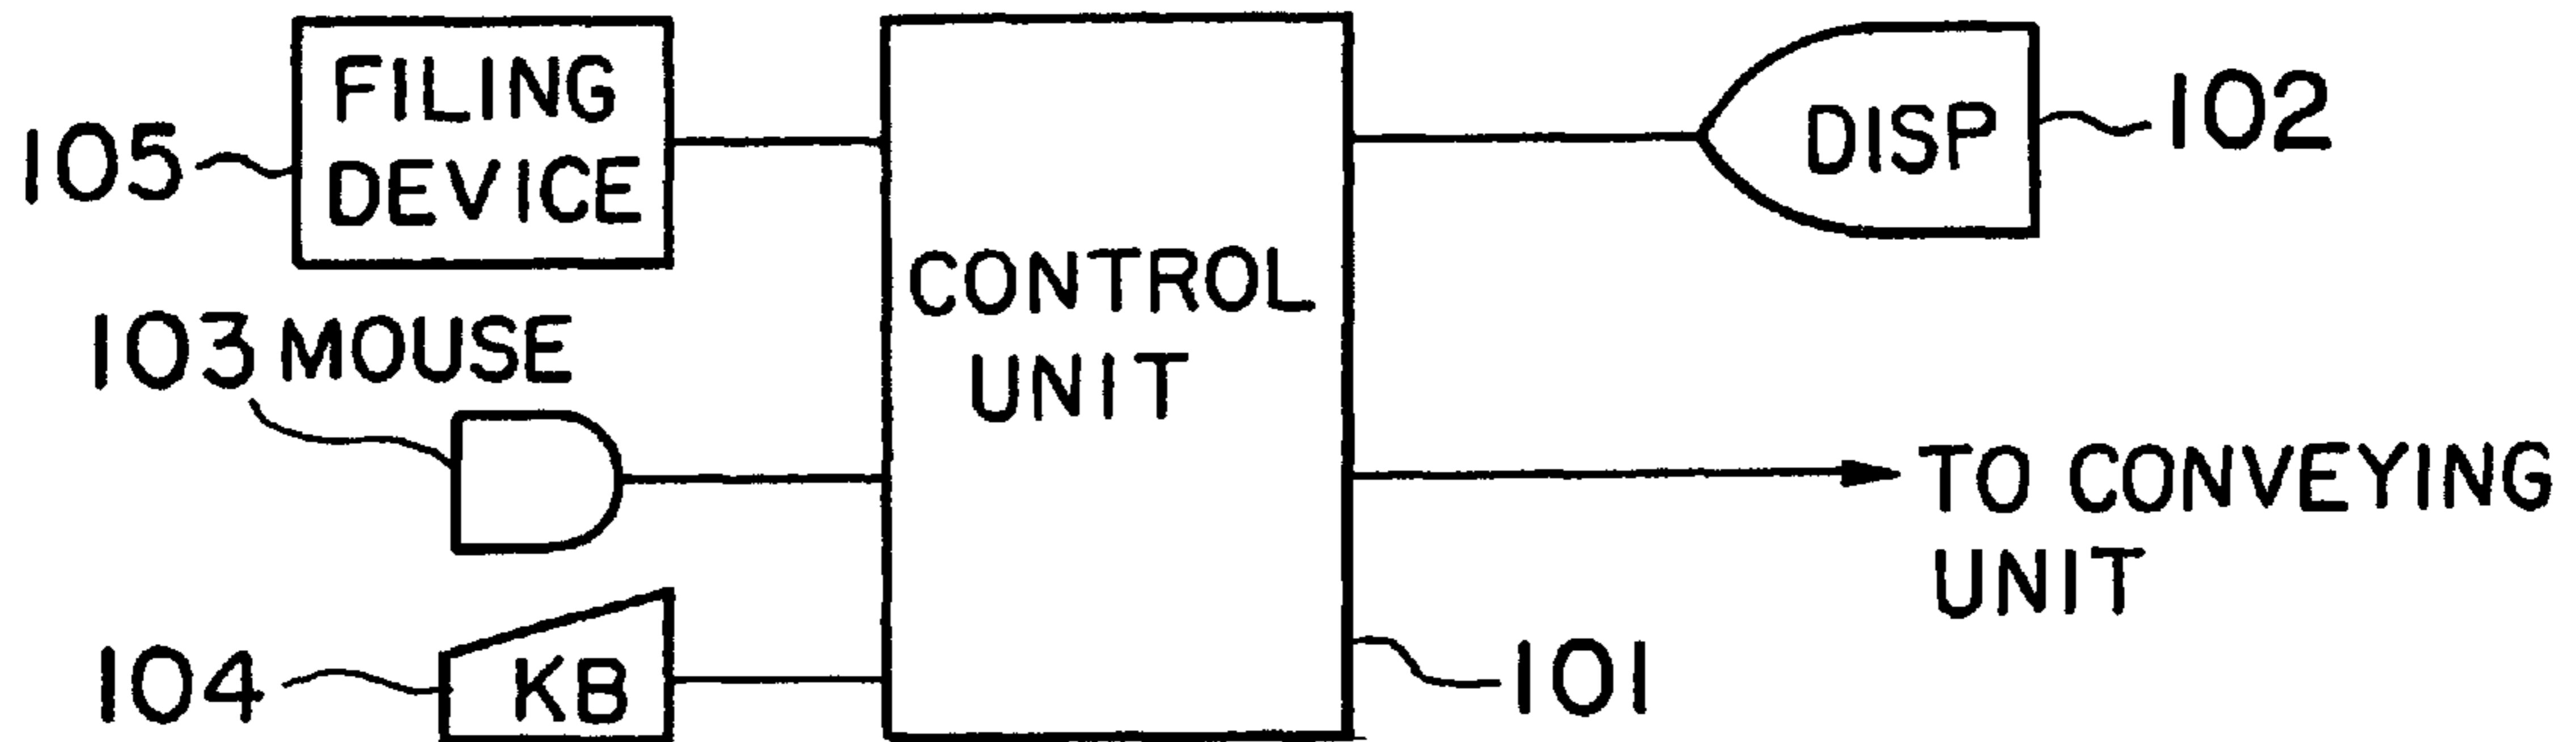 FILING
DEVICE
105
103 MOUSE
104
KB
CONTROL
UNIT
DISP
102
TO CONVEYING
UNIT
101